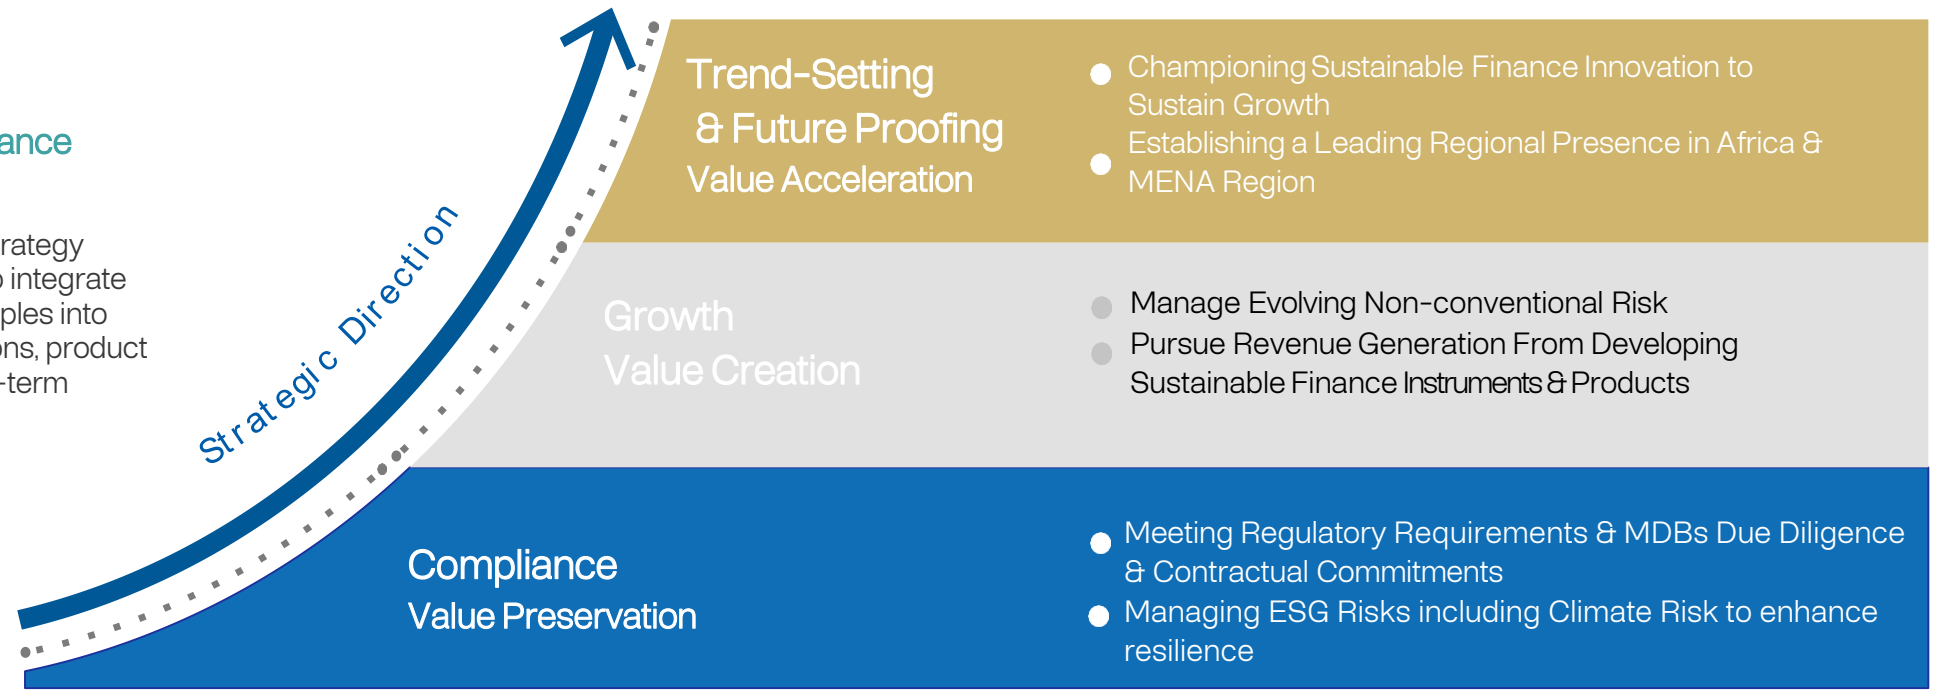 ance
rategy
o integrate
ples into
ons, product
-term
Strategic Direction
Trend-Setting
& Future Proofing
Value Acceleration
Championing Sustainable Finance Innovation to
Sustain Growth
Establishing a Leading Regional Presence in Africa &
MENA Region
Growth
Value Creation
Manage Evolving Non-conventional Risk
Pursue Revenue Generation From Developing
Sustainable Finance Instruments & Products
Compliance
Value Preservation
Meeting Regulatory Requirements & MDBs Due Diligence
& Contractual Commitments
Managing ESG Risks including Climate Risk to enhance
resilience